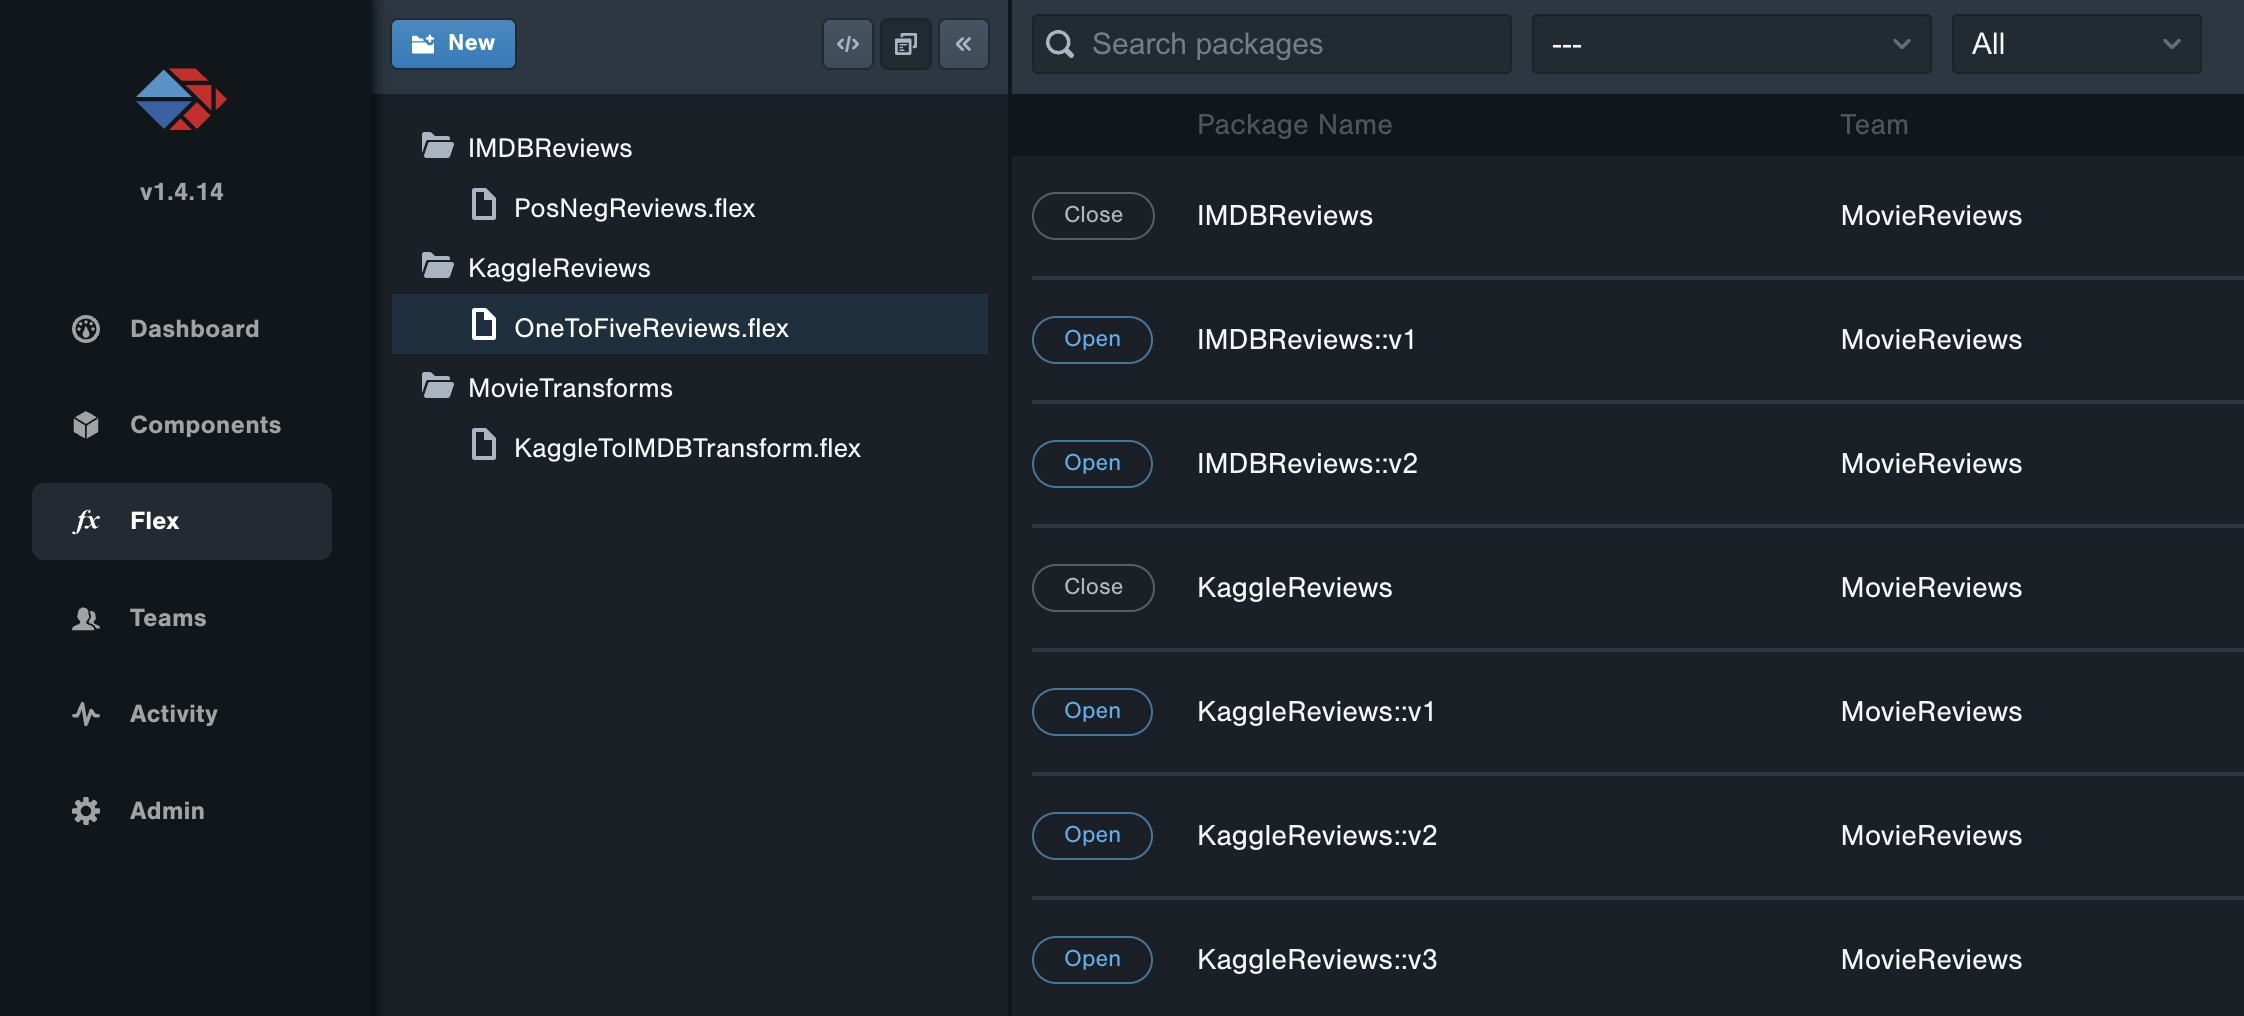 v1.4.14
Dashboard
Components
fx Flex
Teams
Activity
Admin
New </>
IMDBReviews
PosNegReviews.flex
KaggleReviews
OneToFiveReviews.flex
MovieTransforms
KaggleToIMDBTransform.flex
Search packages --- All
Package Name Team
Close IMDBReviews MovieReviews
Open IMDBReviews::v1 MovieReviews
Open IMDBReviews::v2 MovieReviews
Close KaggleReviews MovieReviews
Open KaggleReviews::v1 MovieReviews
Open KaggleReviews::v2 MovieReviews
Open KaggleReviews::v3 MovieReviews